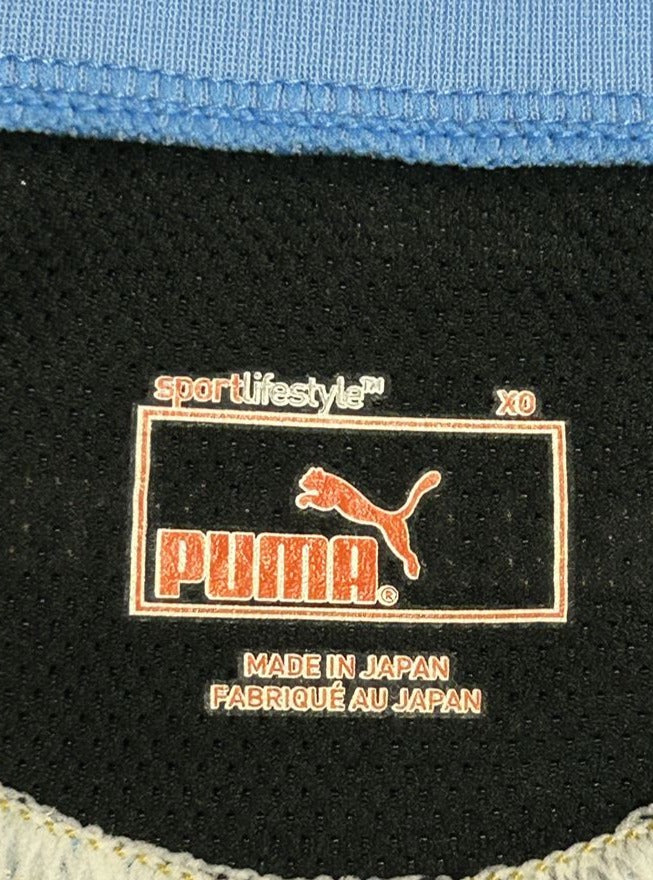 sportlifestyle™ XO
PUMA®
MADE IN JAPAN
FABRIQUÉ AU JAPAN